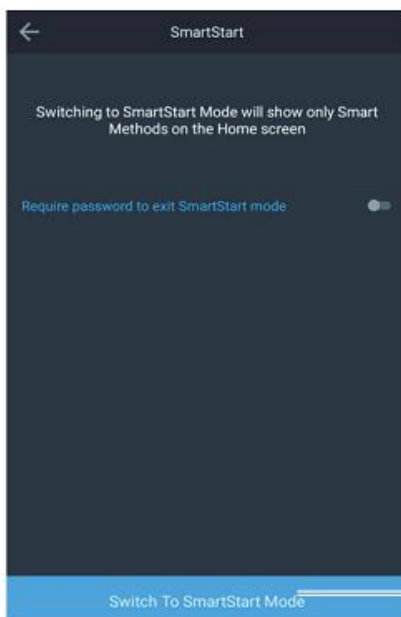 SmartStart
Switching to SmartStart Mode will show only Smart
Methods on the Home screen
Require password to exit SmartStart mode
Switch To SmartStart Mode